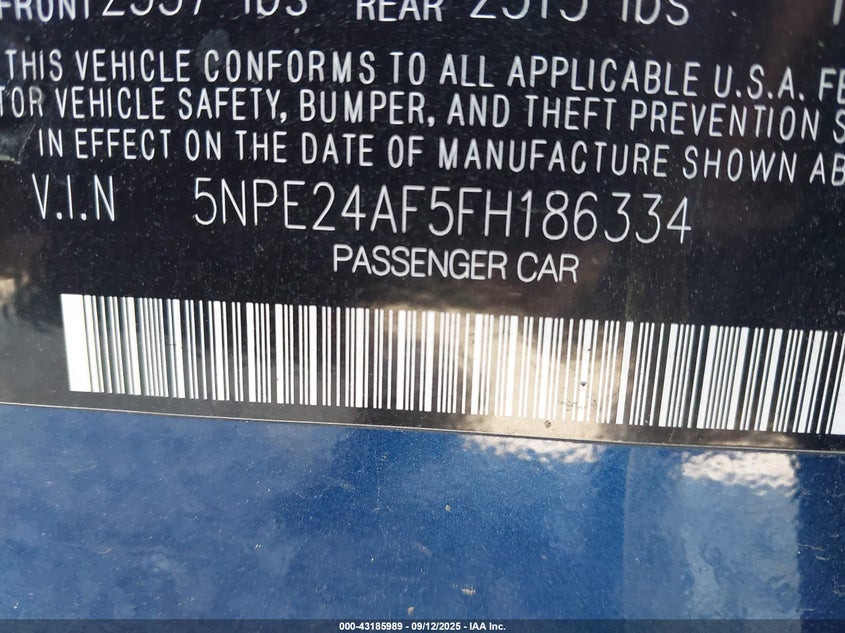 FRONT 2557 lbs REAR 2315 lbs
THIS VEHICLE CONFORMS TO ALL APPLICABLE U.S.A. FE
TOR VEHICLE SAFETY, BUMPER, AND THEFT PREVENTION S
IN EFFECT ON THE DATE OF MANUFACTURE SHOWN AB
V.I.N 5NPE24AF5FH186334
PASSENGER CAR
000-43185989 - 09/12/2025 - IAA Inc.